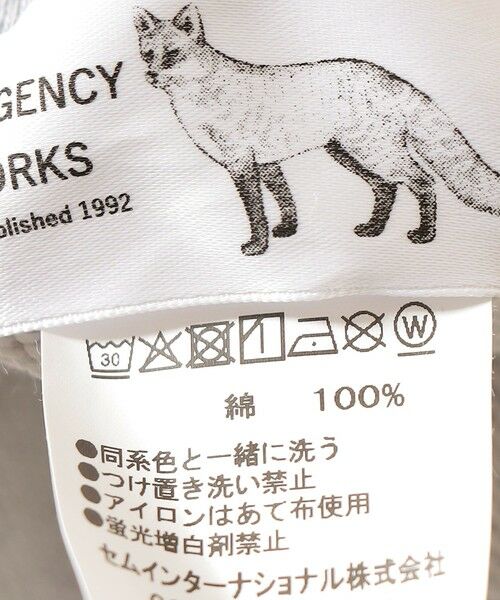 GENCY
ORKS
blished 1992
30
W
綿 100%
●同系色と一緒に洗う
●つけ置き洗い禁止
●アイロンはあて布使用
●蛍光増白剤禁止
セムインターナショナル株式会社